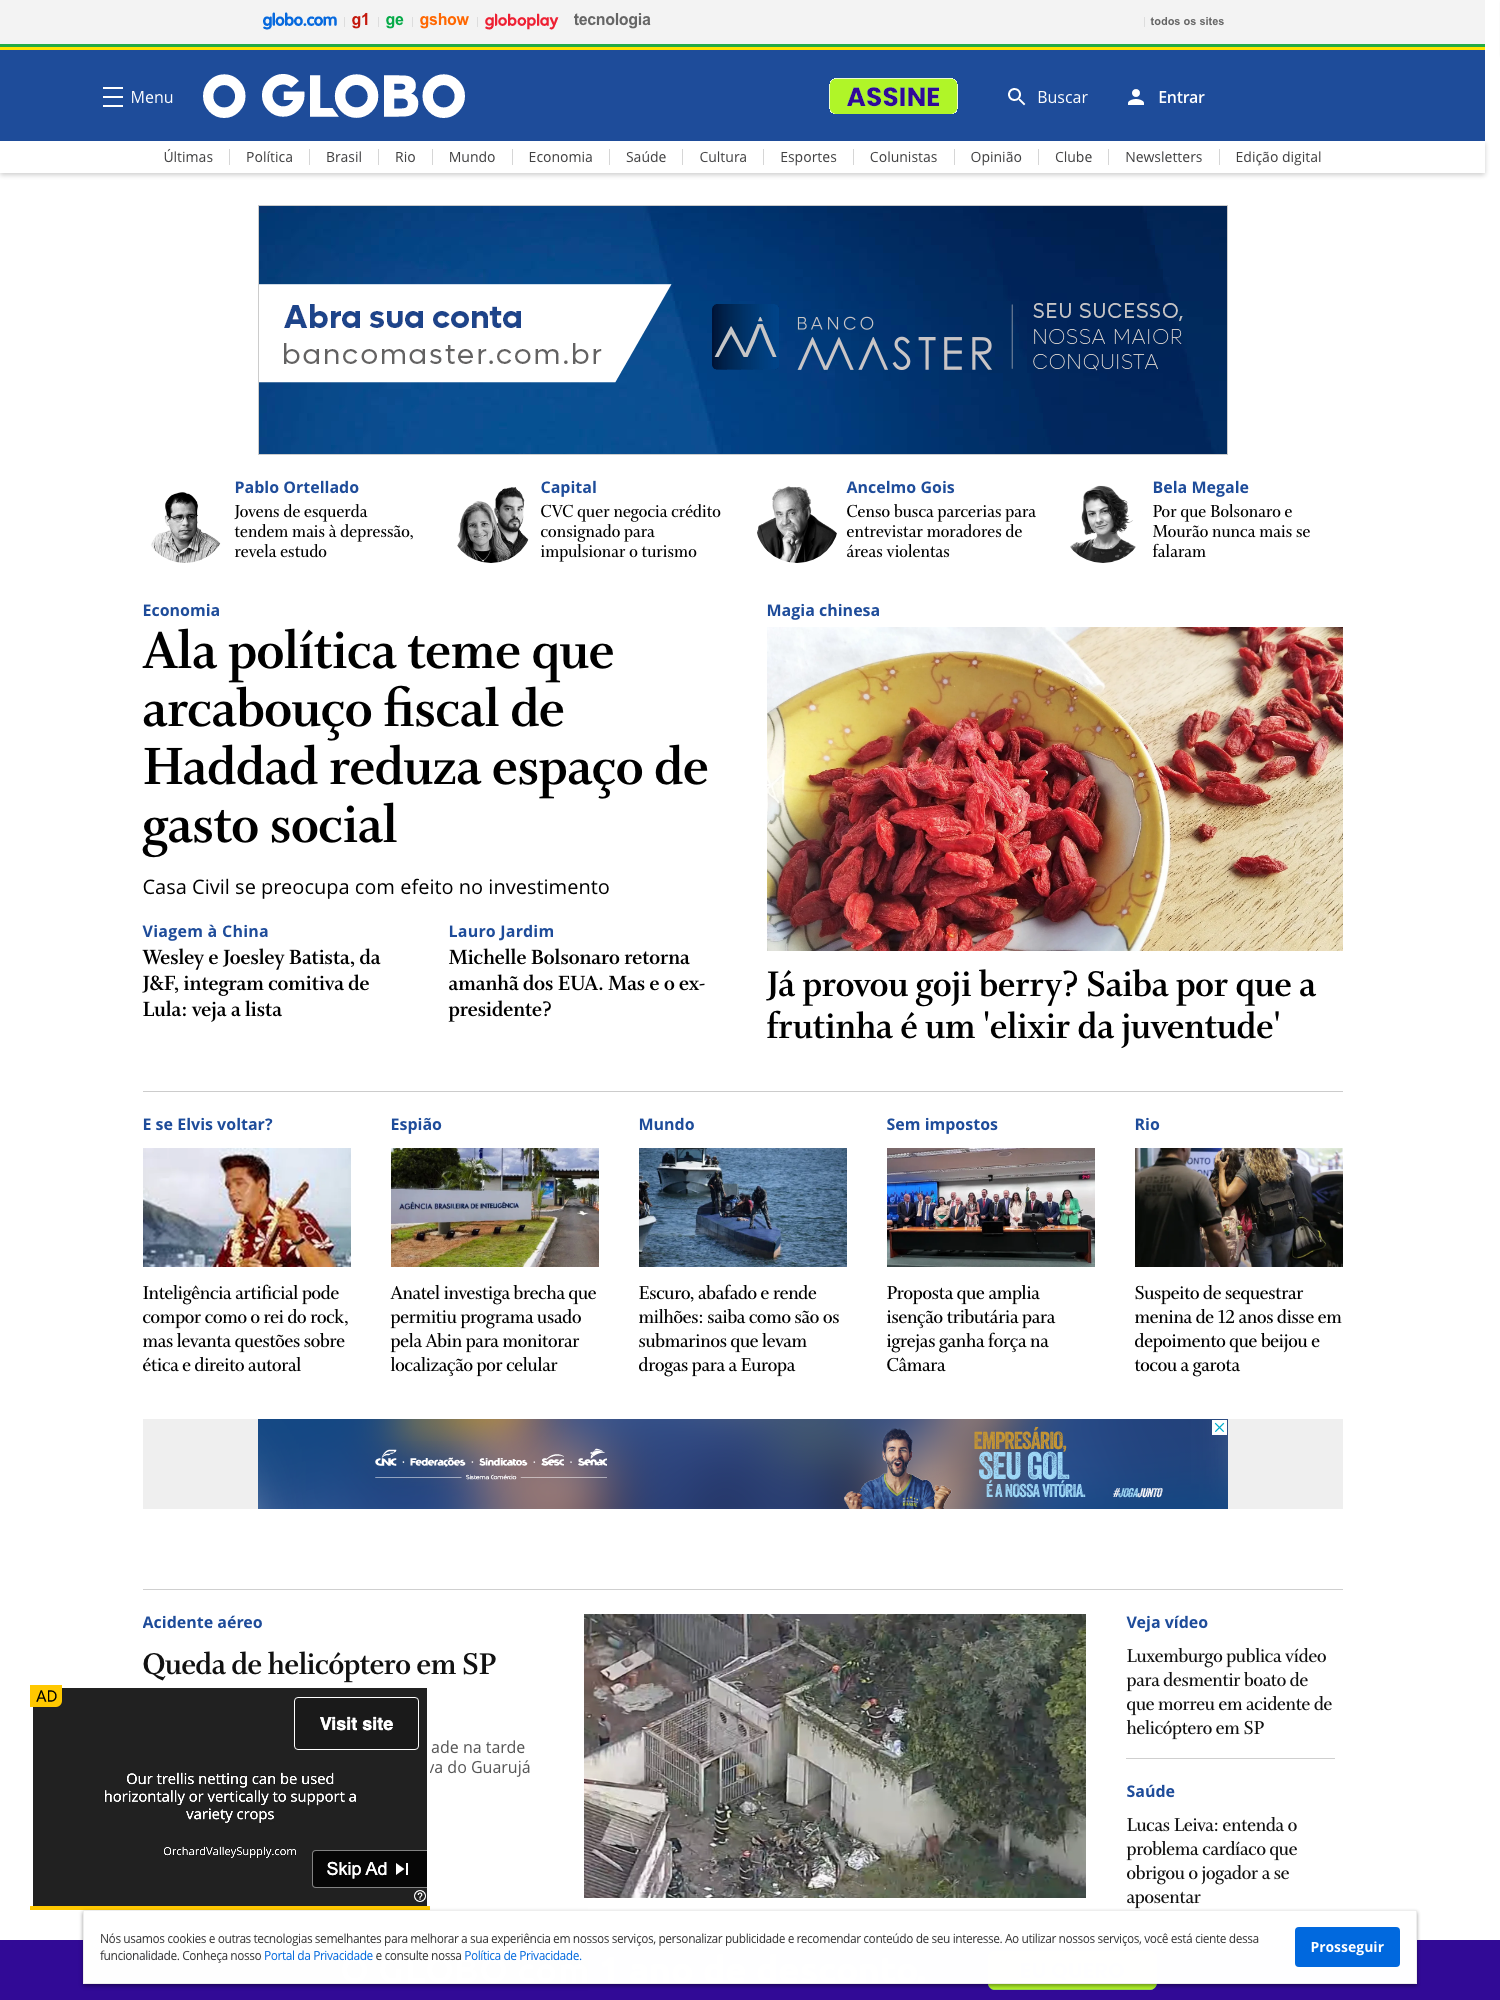 globo.com g1 ge gshow globoplay tecnologia todos os sites
Menu O GLOBO ASSINE Buscar Entrar
Últimas Política Brasil Rio Mundo Economia Saúde Cultura Esportes Colunistas Opinião Clube Newsletters Edição digital
Abra sua conta
bancomaster.com.br
BANCO
MASTER
SEU SUCESSO,
NOSSA MAIOR
CONQUISTA
Pablo Ortellado
Jovens de esquerda
tendem mais à depressão,
revela estudo
Capital
CVC quer negocia crédito
consignado para
impulsionar o turismo
Ancelmo Gois
Censo busca parcerias para
entrevistar moradores de
áreas violentas
Bela Megale
Por que Bolsonaro e
Mourão nunca mais se
falaram
Economia
Ala política teme que
arcabouço fiscal de
Haddad reduza espaço de
gasto social
Casa Civil se preocupa com efeito no investimento
Viagem à China
Wesley e Joesley Batista, da
J&F, integram comitiva de
Lula: veja a lista
Lauro Jardim
Michelle Bolsonaro retorna
amanhã dos EUA. Mas e o ex-
presidente?
Magia chinesa
Já provou goji berry? Saiba por que a
frutinha é um 'elixir da juventude'
E se Elvis voltar?
Inteligência artificial pode
compor como o rei do rock,
mas levanta questões sobre
ética e direito autoral
Espião
AGÊNCIA BRASILEIRA DE INTELIGÊNCIA
Anatel investiga brecha que
permitiu programa usado
pela Abin para monitorar
localização por celular
Mundo
Escuro, abafado e rende
milhões: saiba como são os
submarinos que levam
drogas para a Europa
Sem impostos
Proposta que amplia
isenção tributária para
igrejas ganha força na
Câmara
Rio
Suspeito de sequestrar
menina de 12 anos disse em
depoimento que beijou e
tocou a garota
CNC · Federações · Sindicatos · Sesc · Senac
Sistema Comércio
EMPRESÁRIO,
SEU GOL
É A NOSSA VITÓRIA.
#JOGAJUNTO
Acidente aéreo
Queda de helicóptero em SP
ade na tarde
va do Guarujá
AD
Visit site
Our trellis netting can be used
horizontally or vertically to support a
variety crops
OrchardValleySupply.com
Skip Ad
Veja vídeo
Luxemburgo publica vídeo
para desmentir boato de
que morreu em acidente de
helicóptero em SP
Saúde
Lucas Leiva: entenda o
problema cardíaco que
obrigou o jogador a se
aposentar
Nós usamos cookies e outras tecnologias semelhantes para melhorar a sua experiência em nossos serviços, personalizar publicidade e recomendar conteúdo de seu interesse. Ao utilizar nossos serviços, você está ciente dessa
funcionalidade. Conheça nosso Portal da Privacidade e consulte nossa Política de Privacidade.
Prosseguir